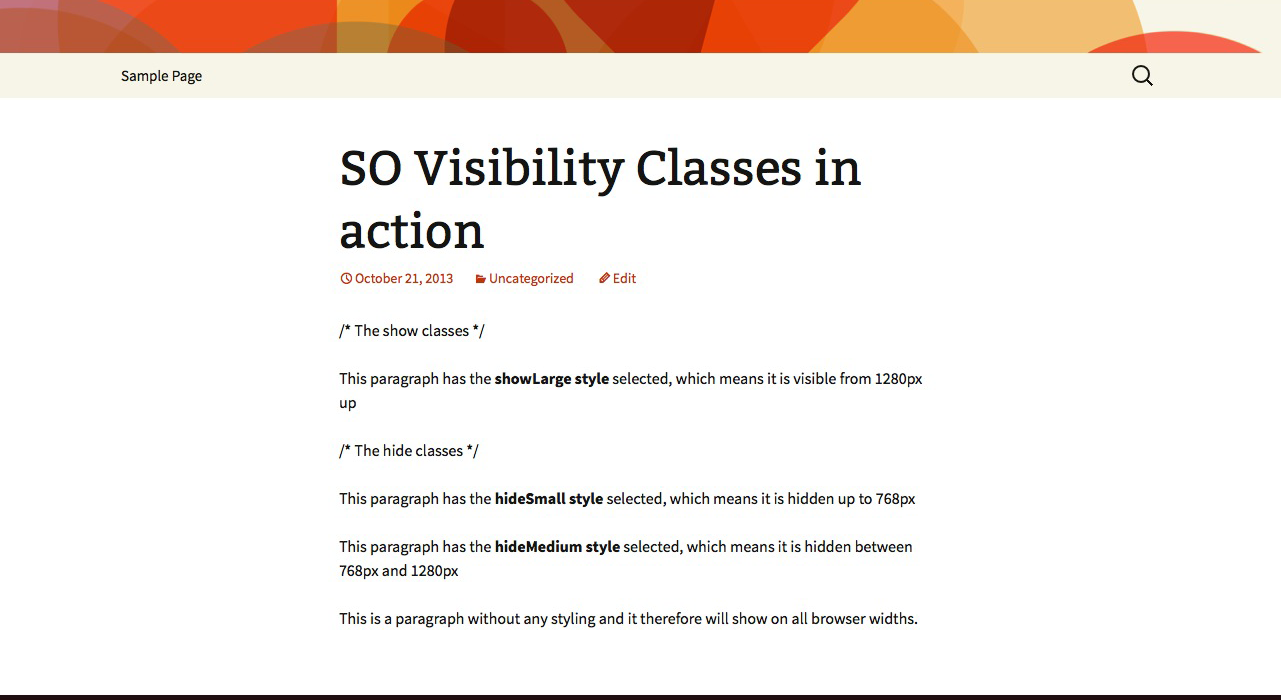 Sample Page
SO Visibility Classes in
action
October 21, 2013 Uncategorized Edit
/* The show classes */
This paragraph has the showLarge style selected, which means it is visible from 1280px
up
/* The hide classes */
This paragraph has the hideSmall style selected, which means it is hidden up to 768px
This paragraph has the hideMedium style selected, which means it is hidden between
768px and 1280px
This is a paragraph without any styling and it therefore will show on all browser widths.